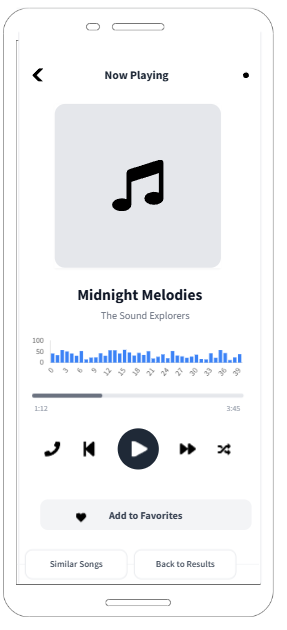 Now Playing
Midnight Melodies
The Sound Explorers
100
50
0
0 3 6 9 12 15 18 21 24 27 30 33 36 39
1:12 3:45
Add to Favorites
Similar Songs Back to Results